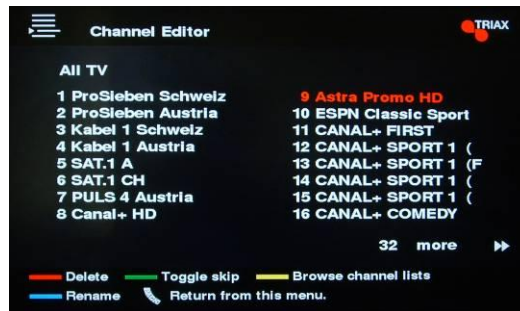 Channel Editor
TRIAX
All TV
1 ProSieben Schweiz
2 ProSieben Austria
3 Kabel 1 Schweiz
4 Kabel 1 Austria
5 SAT.1 A
6 SAT.1 CH
7 PULS 4 Austria
8 Canal+ HD
9 Astra Promo HD
10 ESPN Classic Sport
11 CANAL+ FIRST
12 CANAL+ SPORT 1 (
13 CANAL+ SPORT 1 (F
14 CANAL+ SPORT 1 (
15 CANAL+ SPORT 1 (
16 CANAL+ COMEDY
32 more
Delete Toggle skip Browse channel lists
Rename Return from this menu.